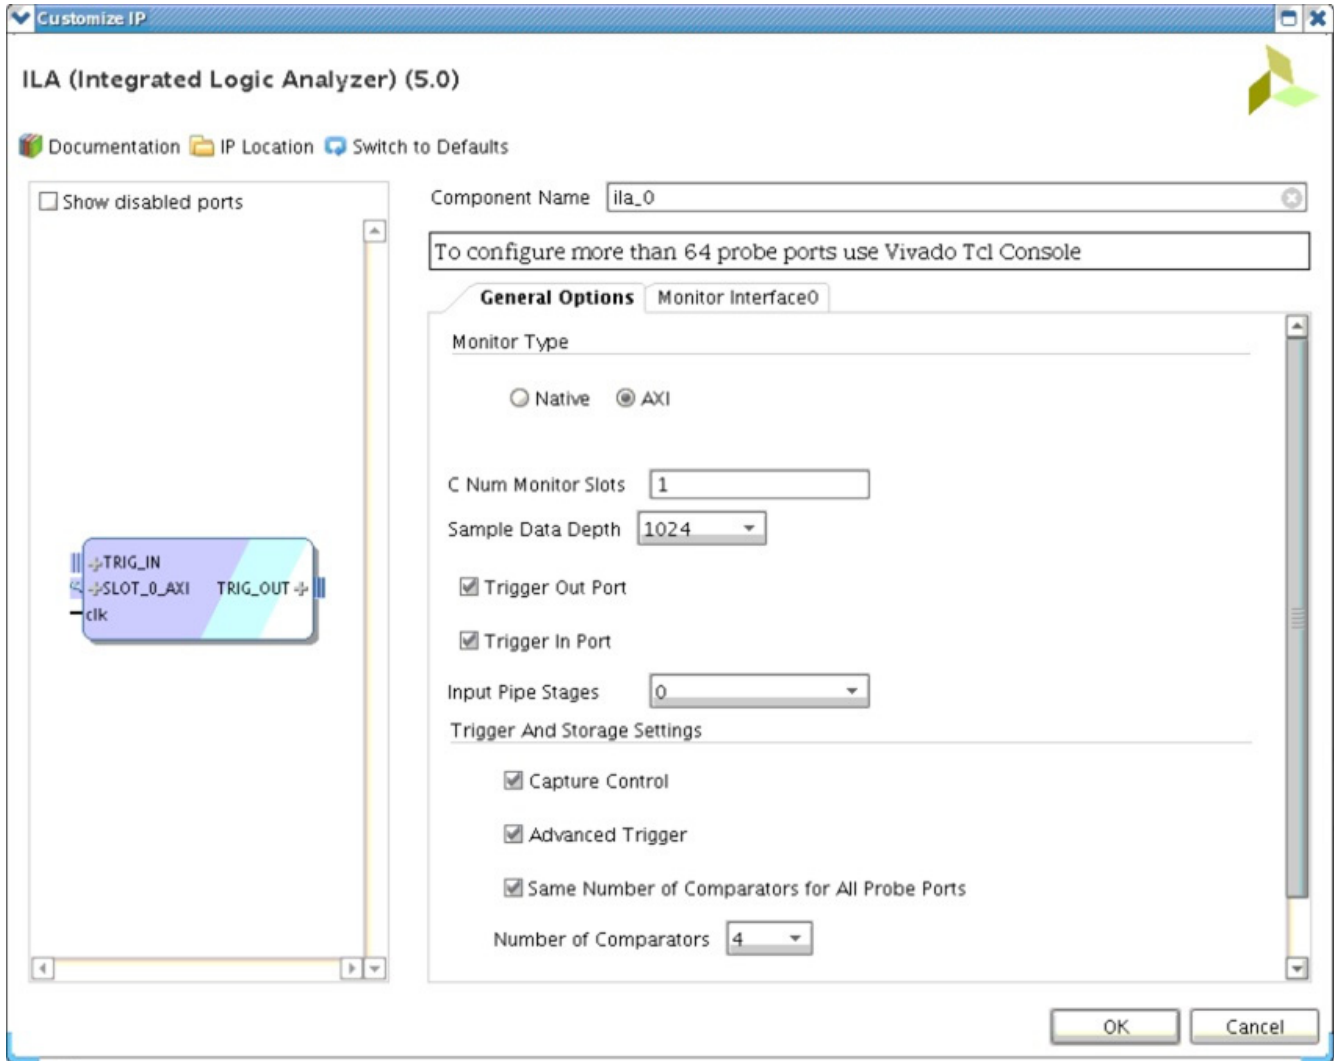 Customize IP
ILA (Integrated Logic Analyzer) (5.0)
Documentation IP Location Switch to Defaults
Show disabled ports
Component Name ila_0
To configure more than 64 probe ports use Vivado Tcl Console
General Options Monitor Interface0
Monitor Type
Native AXI
C Num Monitor Slots 1
Sample Data Depth 1024
TRIG_IN
SLOT_0_AXI TRIG_OUT
clk
Trigger Out Port
Trigger In Port
Input Pipe Stages 0
Trigger And Storage Settings
Capture Control
Advanced Trigger
Same Number of Comparators for All Probe Ports
Number of Comparators 4
OK Cancel